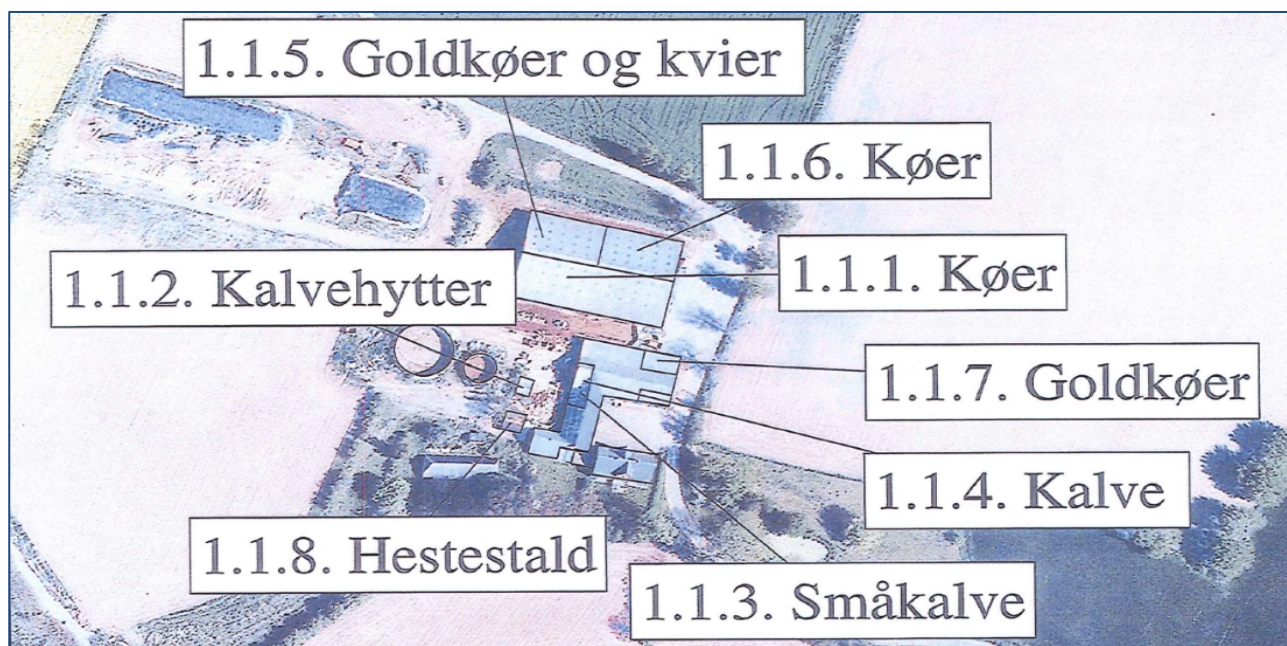 1.1.5. Goldkøer og kvier
1.1.6. Køer
1.1.2. Kalvehytter
1.1.1. Køer
1.1.7. Goldkøer
1.1.4. Kalve
1.1.8. Hestestald
1.1.3. Småkalve